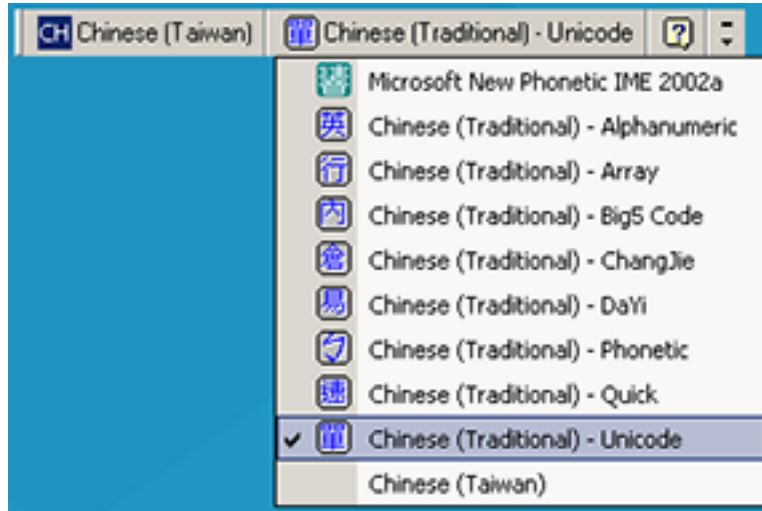 CH Chinese (Taiwan) 單 Chinese (Traditional) - Unicode ?
Microsoft New Phonetic IME 2002a
英 Chinese (Traditional) - Alphanumeric
行 Chinese (Traditional) - Array
內 Chinese (Traditional) - Big5 Code
倉 Chinese (Traditional) - ChangJie
易 Chinese (Traditional) - DaYi
ㄅ Chinese (Traditional) - Phonetic
速 Chinese (Traditional) - Quick
單 Chinese (Traditional) - Unicode
Chinese (Taiwan)